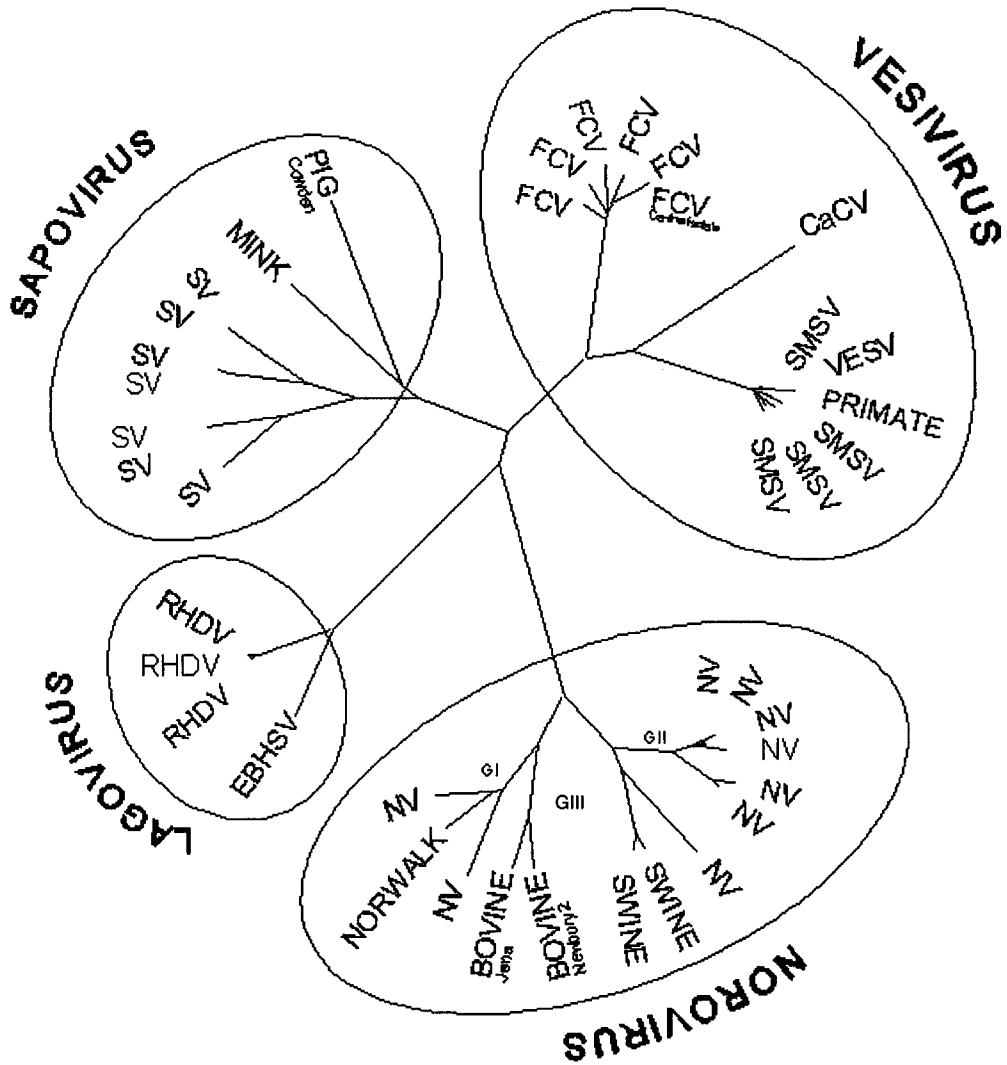 SAPOVIRUS
PIG
Cowden
MINK
SV
SV
SV
SV
SV
SV
SV
VESIVIRUS
FCV
FCV
FCV
FCV
FCV
FCV
CaCV
SMSV
VESV
PRIMATE
SMSV
SMSV
SMSV
LAGOVIRUS
RHDV
RHDV
RHDV
EBHSV
NOROVIRUS
GI
NV
NORWALK
NV
GIII
BOVINE
Jena
BOVINE
Newbury2
SWINE
SWINE
NV
GII
NV
NV
NV
NV
NV
NV